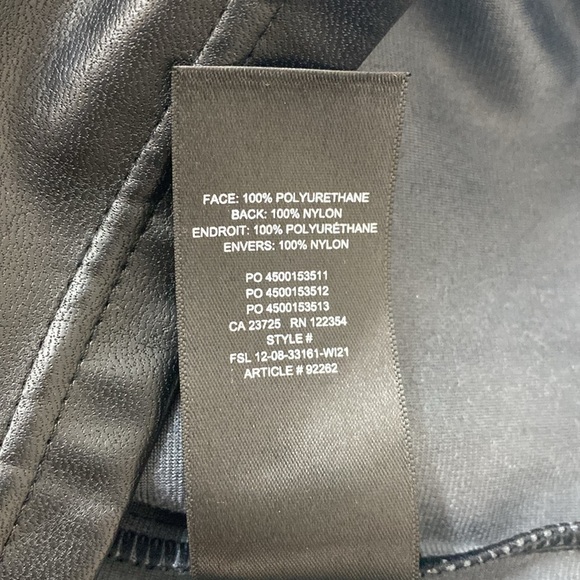 FACE: 100% POLYURETHANE
BACK: 100% NYLON
ENDROIT: 100% POLYURÉTHANE
ENVERS: 100% NYLON
PO 4500153511
PO 4500153512
PO 4500153513
CA 23725 RN 122354
STYLE #
FSL 12-08-33161-WI21
ARTICLE # 92262